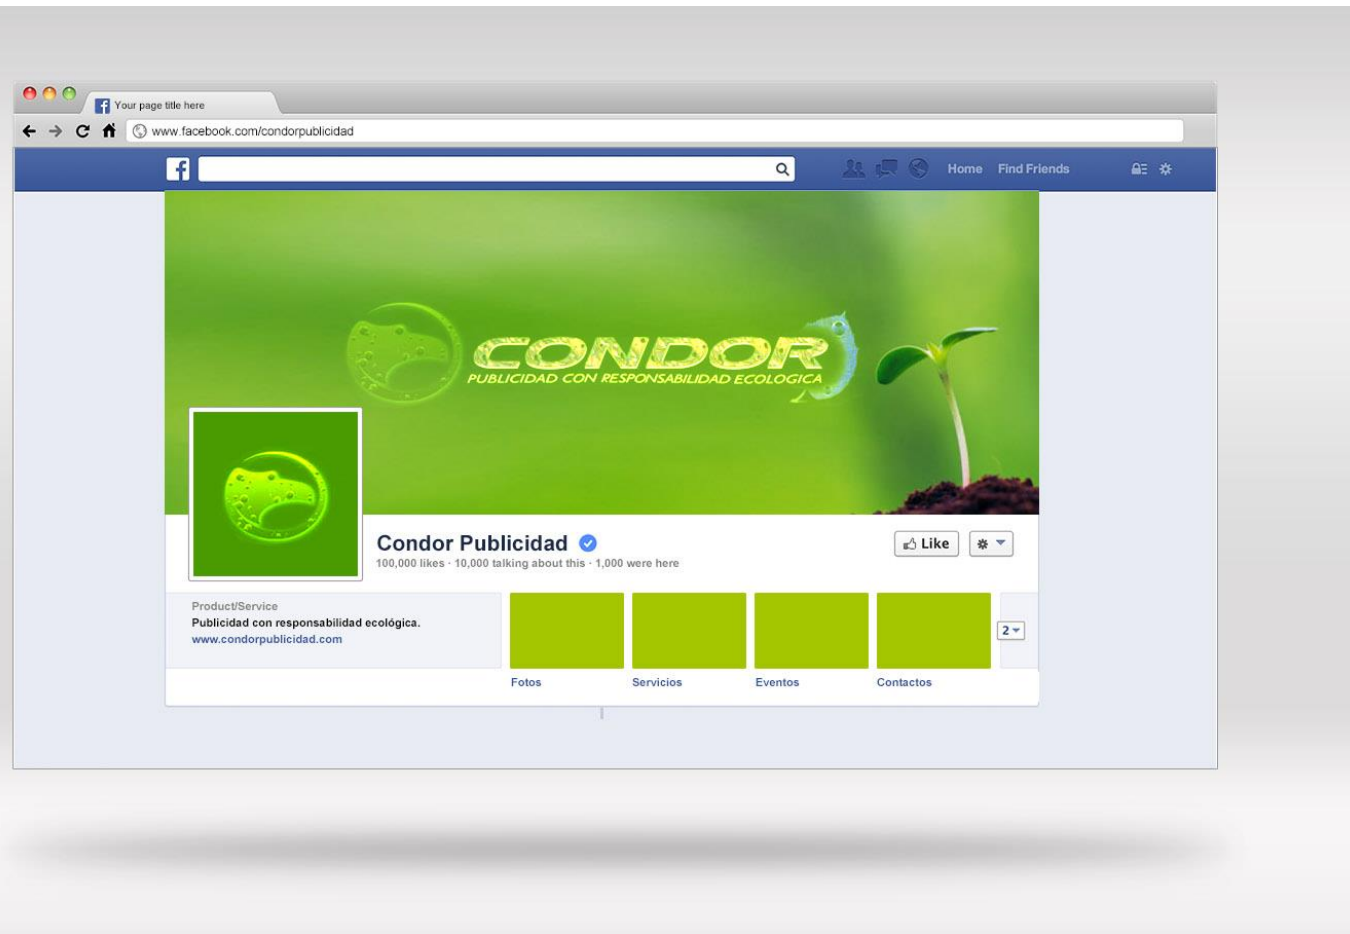 Your page title here
www.facebook.com/condorpublicidad
f
Home Find Friends
CONDOR
PUBLICIDAD CON RESPONSABILIDAD ECOLOGICA
Condor Publicidad
100,000 likes · 10,000 talking about this · 1,000 were here
Like
Product/Service
Publicidad con responsabilidad ecológica.
www.condorpublicidad.com
2
Fotos Servicios Eventos Contactos